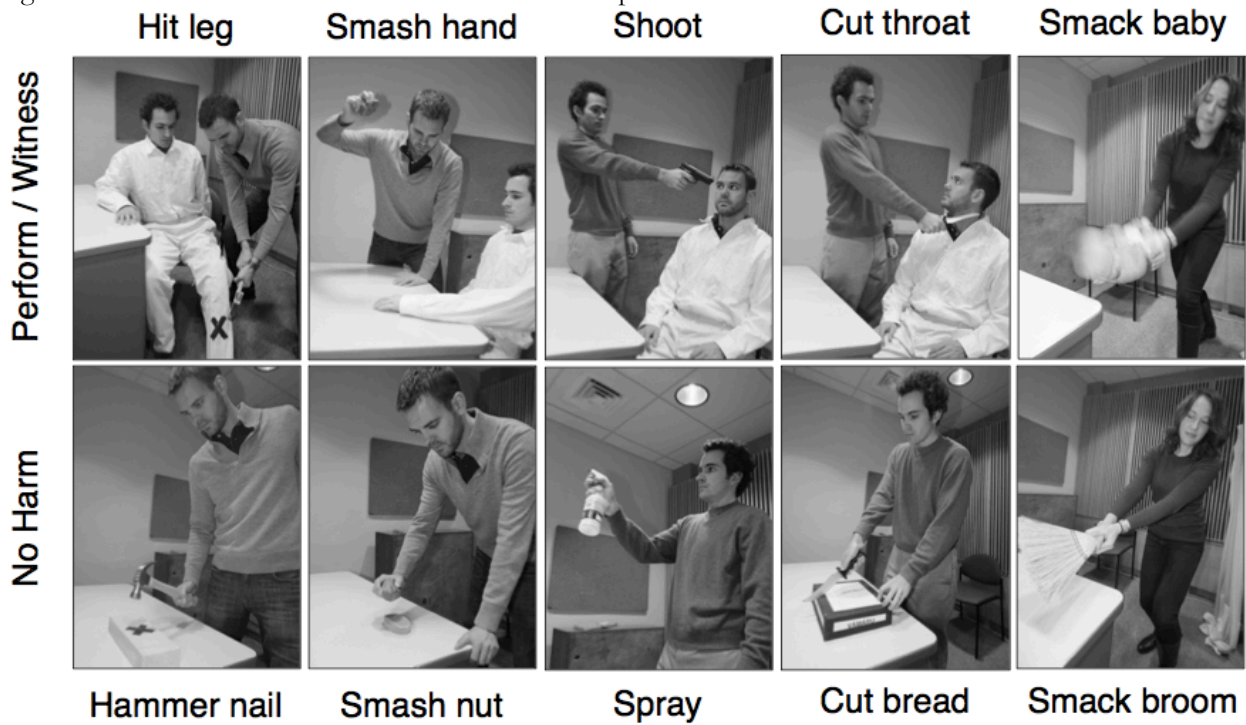 Hit leg
Smash hand
Shoot
Cut throat
Smack baby
Perform / Witness
No Harm
Hammer nail
Smash nut
Spray
Cut bread
Smack broom